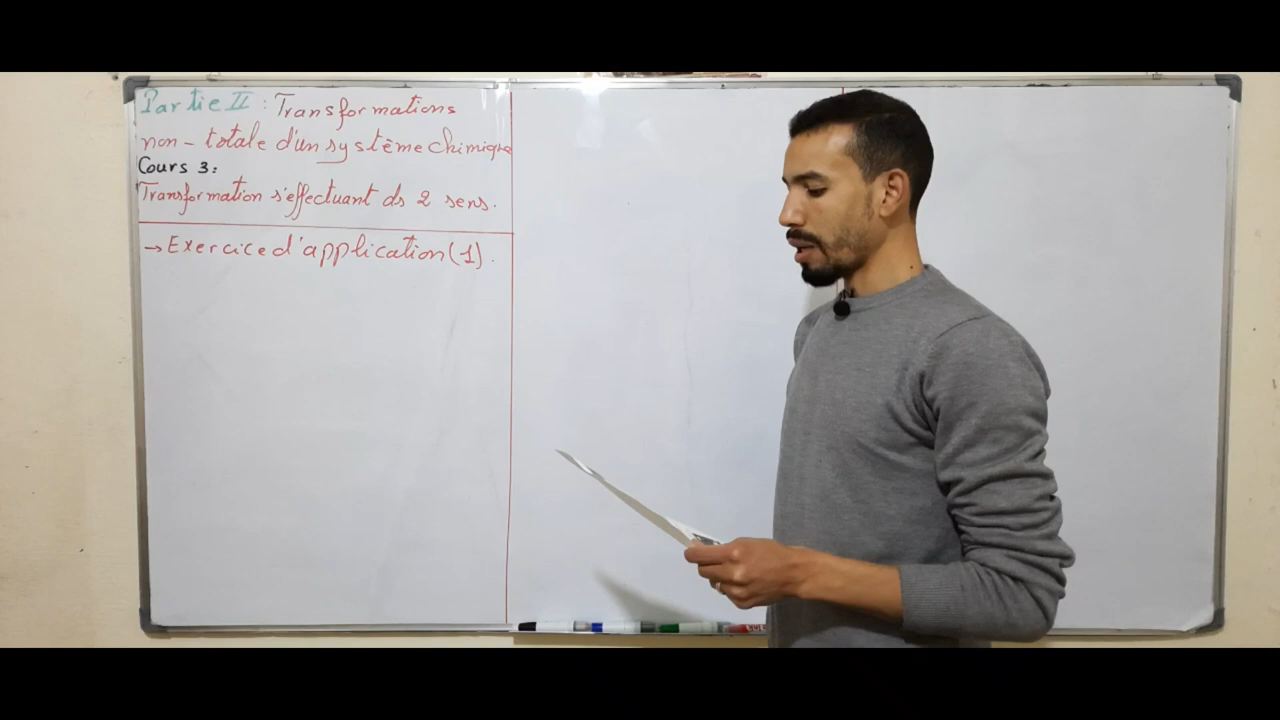 Partie II : Transformations
non-totale d'un système chimique
Cours 3:
Transformation s'effectuant ds 2 sens.
→ Exercice d'application (1).